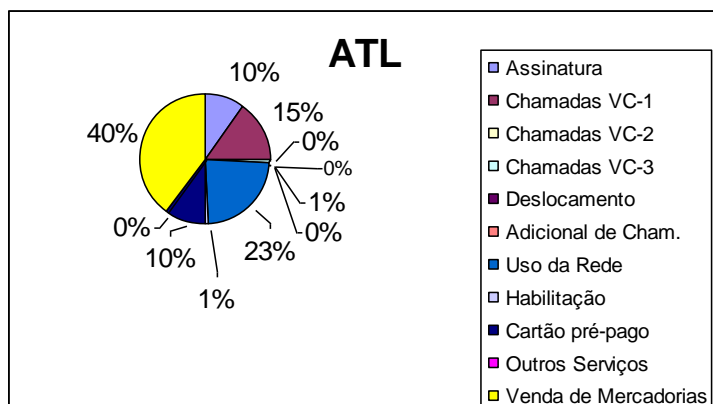 ATL
10%
15%
0%
0%
1%
0%
23%
1%
10%
0%
40%
Assinatura
Chamadas VC-1
Chamadas VC-2
Chamadas VC-3
Deslocamento
Adicional de Cham.
Uso da Rede
Habilitação
Cartão pré-pago
Outros Serviços
Venda de Mercadorias